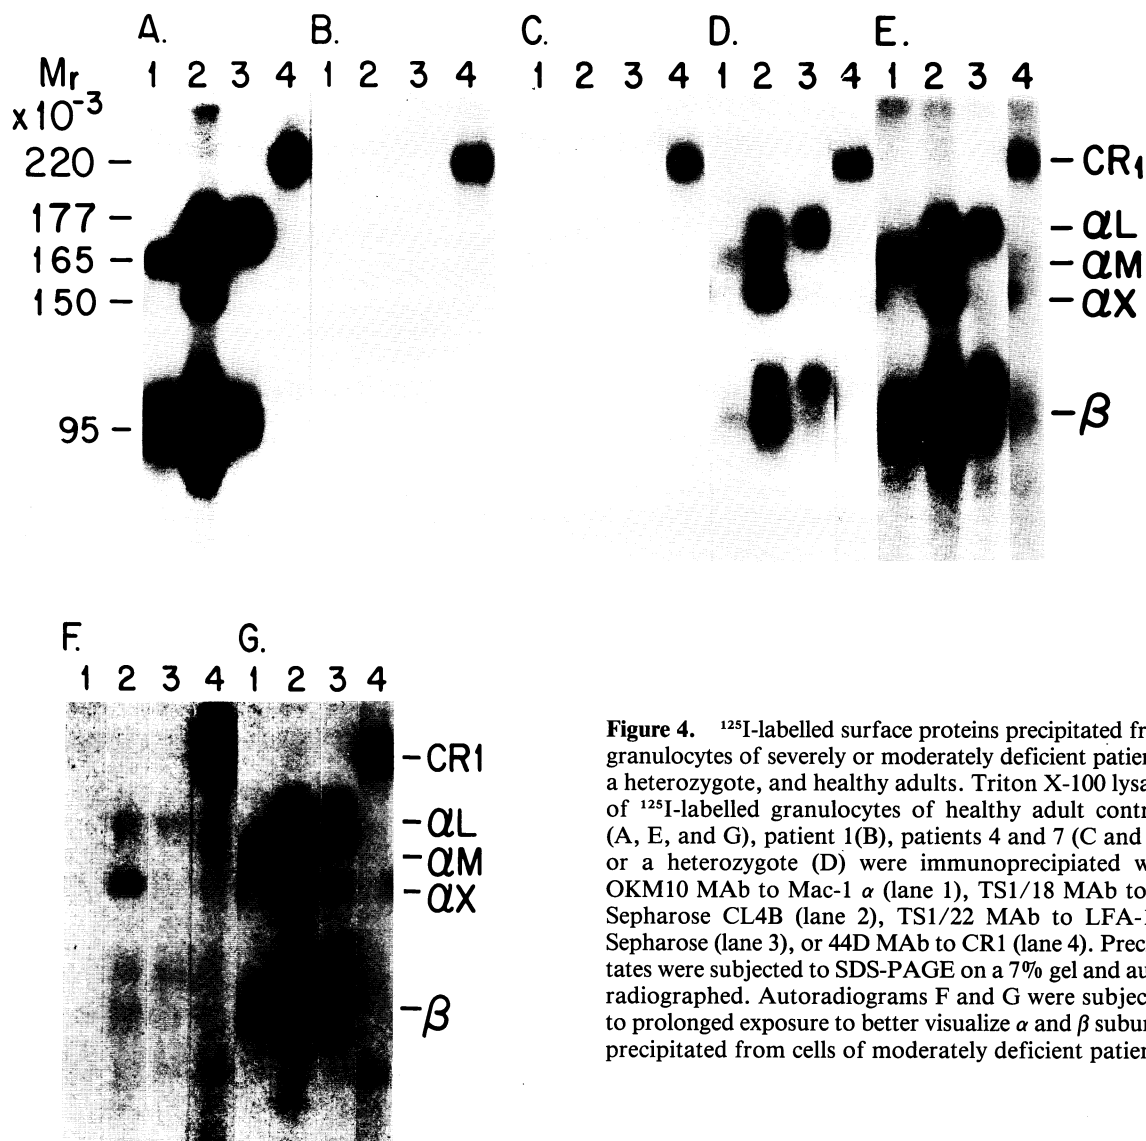 A. B. C. D. E.
Mr 1 2 3 4 1 2 3 4 1 2 3 4 1 2 3 4 1 2 3 4
x10⁻³
220 – – CR1
177 – – αL
165 – – αM
150 – – αX
95 – – β
F. G.
1 2 3 4 1 2 3 4
– CR1
– αL
– αM
– αX
– β
Figure 4. ¹²⁵I-labelled surface proteins precipitated fr
granulocytes of severely or moderately deficient patien
a heterozygote, and healthy adults. Triton X-100 lysa
of ¹²⁵I-labelled granulocytes of healthy adult contr
(A, E, and G), patient 1(B), patients 4 and 7 (C and
or a heterozygote (D) were immunoprecipiated w
OKM10 MAb to Mac-1 α (lane 1), TS1/18 MAb to
Sepharose CL4B (lane 2), TS1/22 MAb to LFA-
Sepharose (lane 3), or 44D MAb to CR1 (lane 4). Preci
tates were subjected to SDS-PAGE on a 7% gel and au
radiographed. Autoradiograms F and G were subject
to prolonged exposure to better visualize α and β subu
precipitated from cells of moderately deficient patien